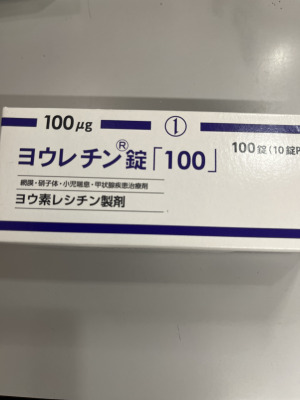 100μg
①
ヨウレチン®錠「100」
100錠(10錠P
網膜・硝子体・小児喘息・甲状腺疾患治療剤
ヨウ素レシチン製剤